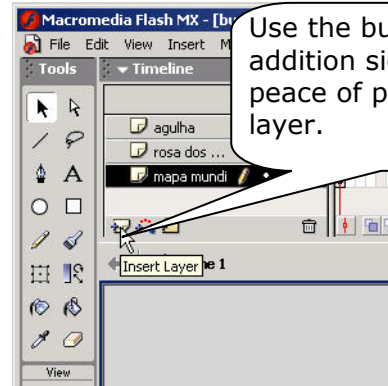 Macromedia Flash MX - [bu
File Edit View Insert M
Tools
Timeline
Use the bu
addition si
peace of p
layer.
agulha
rosa dos ...
mapa mundi
A
Insert Layer
ne 1
View